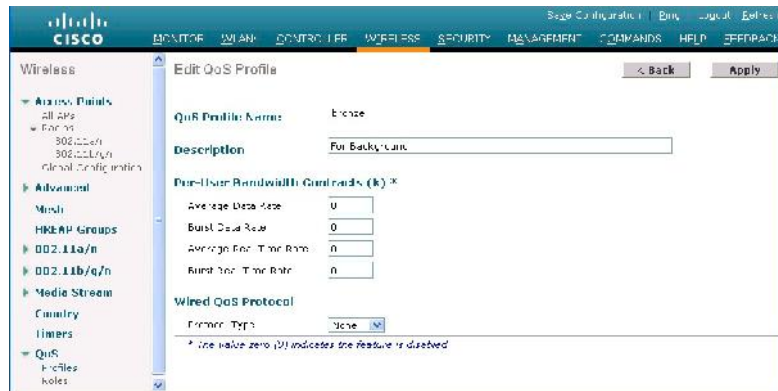 Save Configuration Ping Logout Refresh
CISCO
MONITOR WLANs CONTROLLER WIRELESS SECURITY MANAGEMENT COMMANDS HELP FEEDBACK
Wireless
Edit QoS Profile
< Back
Apply
Access Points
All APs
Radios
802.11a/n
802.11b/g/n
Global Configuration
Advanced
Mesh
HREAP Groups
802.11a/n
802.11b/g/n
Media Stream
Country
Timers
QoS
Profiles
Roles
QoS Profile Name bronze
Description For Background
Per-User Bandwidth Contracts (k) *
Average Data Rate 0
Burst Data Rate 0
Average Real-Time Rate 0
Burst Real-Time Rate 0
Wired QoS Protocol
Protocol Type None
* The value zero (0) indicates the feature is disabled